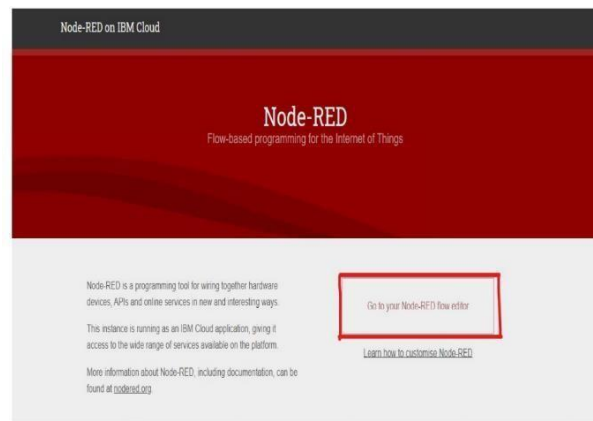 Node-RED on IBM Cloud
Node-RED
Flow-based programming for the Internet of Things
Node-RED is a programming tool for wiring together hardware
devices, APIs and online services in new and interesting ways.
This instance is running as an IBM Cloud application, giving it
access to the wide range of services available on the platform.
More information about Node-RED, including documentation, can be
found at nodered.org.
Go to your Node-RED flow editor
Learn how to customise Node-RED